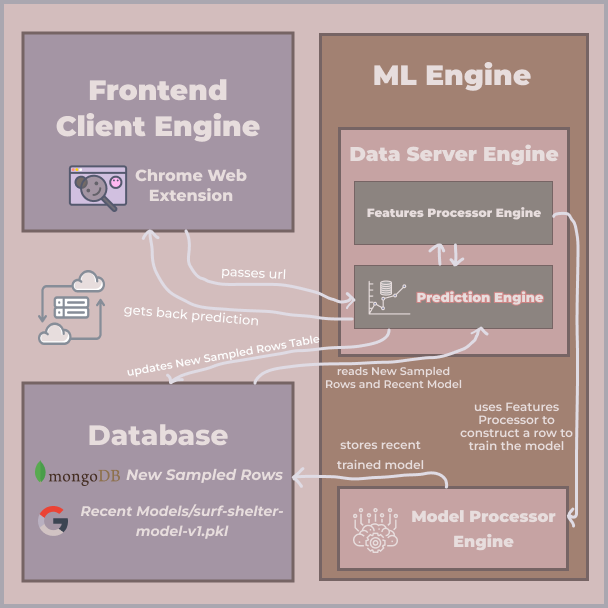 Frontend
Client Engine
Chrome Web
Extension
ML Engine
Data Server Engine
Features Processor Engine
Prediction Engine
passes url
gets back prediction
updates New Sampled Rows Table
reads New Sampled
Rows and Recent Model
uses Features
Processor to
construct a row to
train the model
stores recent
trained model
Database
mongoDB New Sampled Rows
Recent Models/surf-shelter-
model-v1.pkl
Model Processor
Engine